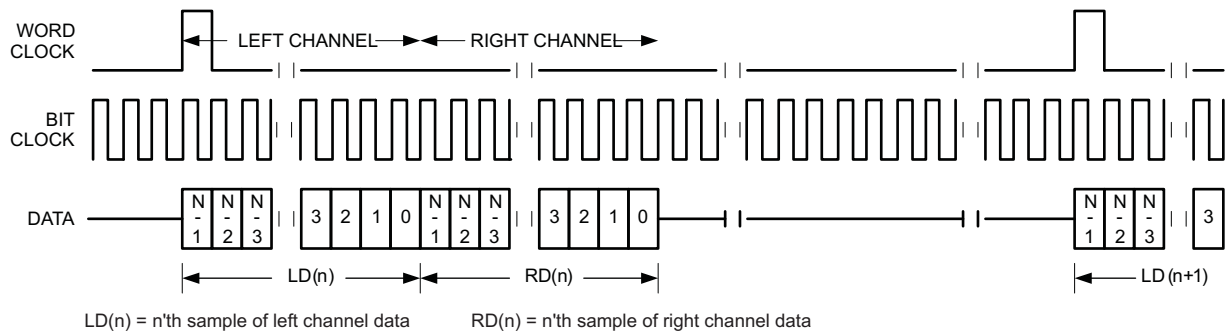 WORD
CLOCK
LEFT CHANNEL
RIGHT CHANNEL
BIT
CLOCK
DATA
N-1 N-2 N-3 3 2 1 0 N-1 N-2 N-3 3 2 1 0 N-1 N-2 N-3 3
LD(n) RD(n) LD (n+1)
LD(n) = n'th sample of left channel data RD(n) = n'th sample of right channel data